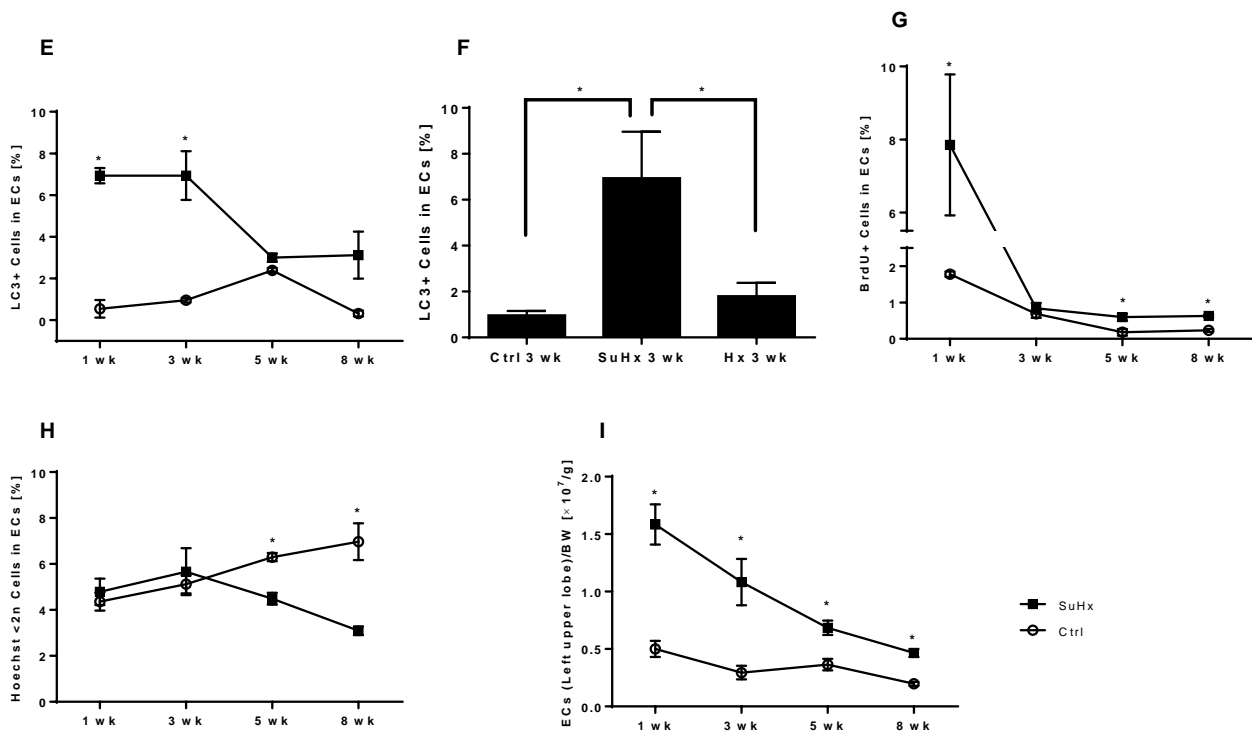 E
LC3+ Cells in ECs [%]
10
8
6
4
2
0
*
*
1 wk
3 wk
5 wk
8 wk
F
LC3+ Cells in ECs [%]
10
8
6
4
2
0
*
*
Ctrl 3 wk
SuHx 3 wk
Hx 3 wk
G
BrdU+ Cells in ECs [%]
10
8
6
2
1
0
*
*
*
1 wk
3 wk
5 wk
8 wk
H
Hoechst <2n Cells in ECs [%]
10
8
6
4
2
0
*
*
1 wk
3 wk
5 wk
8 wk
I
ECs (Left upper lobe)/BW [×10⁷/g]
2.0
1.5
1.0
0.5
0.0
*
*
*
*
1 wk
3 wk
5 wk
8 wk
SuHx
Ctrl